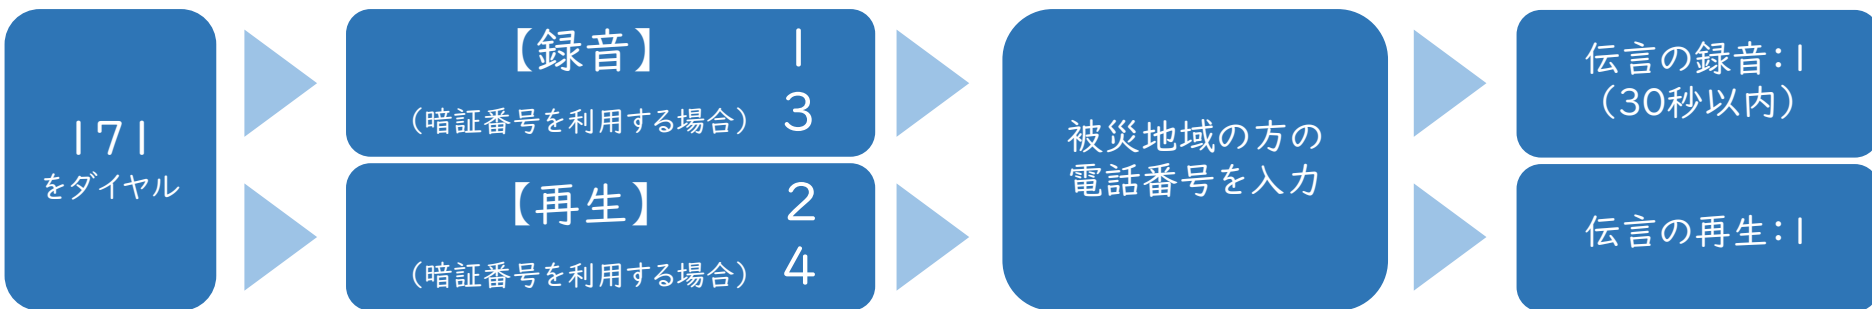 171
をダイヤル
【録音】 1
（暗証番号を利用する場合） 3
【再生】 2
（暗証番号を利用する場合） 4
被災地域の方の
電話番号を入力
伝言の録音：1
（30秒以内）
伝言の再生：1